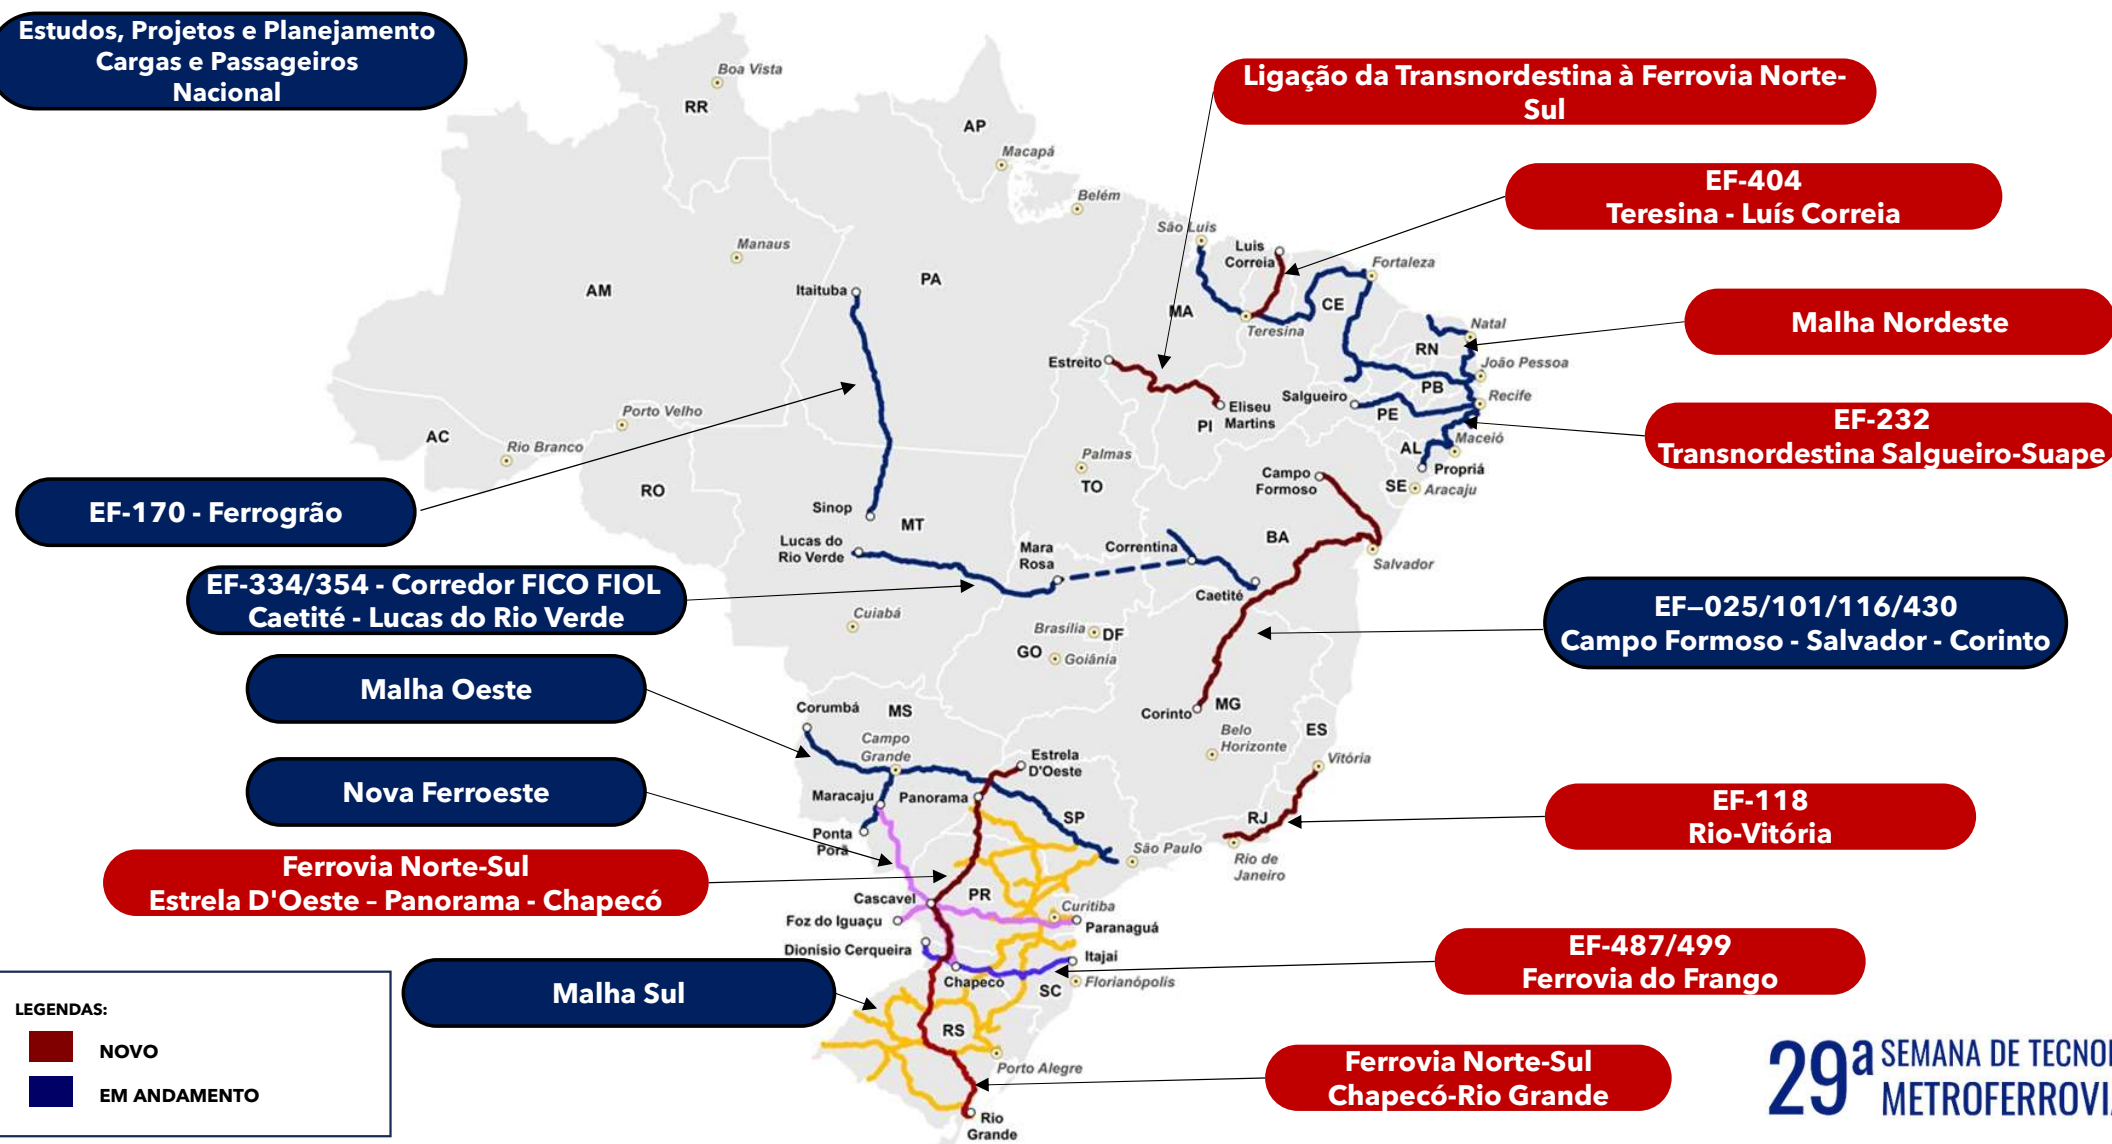 Estudos, Projetos e Planejamento
Cargas e Passageiros
Nacional
Ligação da Transnordestina à Ferrovia Norte-
Sul
EF-404
Teresina - Luís Correia
Malha Nordeste
EF-232
Transnordestina Salgueiro-Suape
EF-170 - Ferrogrão
EF-334/354 - Corredor FICO FIOL
Caetité - Lucas do Rio Verde
EF–025/101/116/430
Campo Formoso - Salvador - Corinto
Malha Oeste
Nova Ferroeste
Ferrovia Norte-Sul
Estrela D'Oeste – Panorama - Chapecó
EF-118
Rio-Vitória
Malha Sul
EF-487/499
Ferrovia do Frango
Ferrovia Norte-Sul
Chapecó-Rio Grande
Boa Vista
RR
AP
Macapá
Belém
São Luis
Luis
Correia
Fortaleza
Manaus
AM
PA
Itaituba
MA
Teresina
CE
Natal
RN
João Pessoa
Estreito
PB
Recife
Salgueiro
PE
Eliseu
Martins
PI
Porto Velho
AC
Rio Branco
RO
Palmas
TO
AL
Maceió
Propriá
SE
Aracaju
Campo
Formoso
Sinop
MT
Lucas do
Rio Verde
Mara
Rosa
Correntina
BA
Salvador
Caetité
Cuiabá
Brasília
DF
GO
Goiânia
Corumbá
MS
Campo
Grande
Corinto
MG
Belo
Horizonte
ES
Vitória
Estrela
D'Oeste
Maracaju
Panorama
SP
RJ
Ponta
Porã
São Paulo
Rio de
Janeiro
Cascavel
PR
Curitiba
Foz do Iguaçu
Paranaguá
Dionísio Cerqueira
Itajaí
Chapecó
SC
Florianópolis
RS
Porto Alegre
Rio
Grande
LEGENDAS:
NOVO
EM ANDAMENTO
29ª SEMANA DE TECNOL
METROFERROVIA